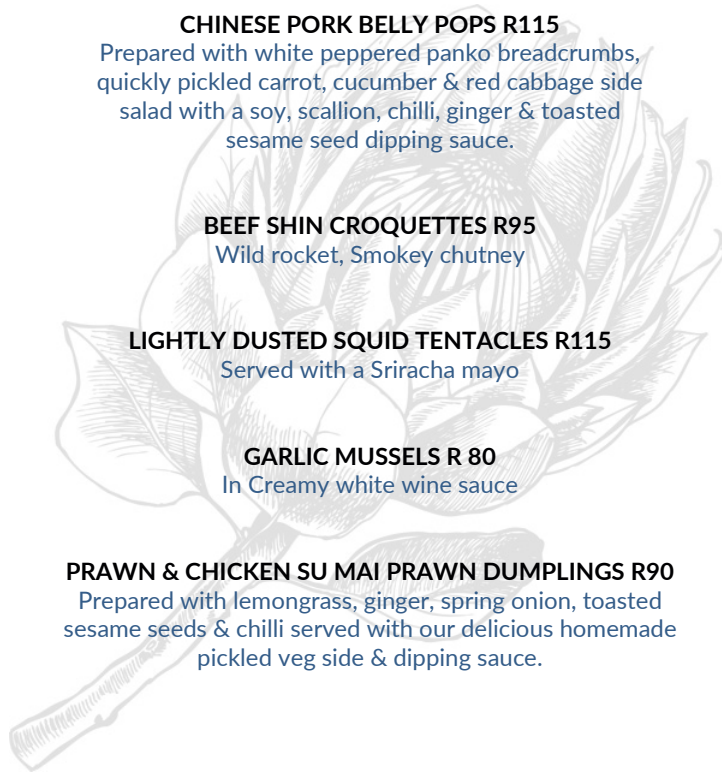 CHINESE PORK BELLY POPS R115
Prepared with white peppered panko breadcrumbs,
quickly pickled carrot, cucumber & red cabbage side
salad with a soy, scallion, chilli, ginger & toasted
sesame seed dipping sauce.
BEEF SHIN CROQUETTES R95
Wild rocket, Smokey chutney
LIGHTLY DUSTED SQUID TENTACLES R115
Served with a Sriracha mayo
GARLIC MUSSELS R 80
In Creamy white wine sauce
PRAWN & CHICKEN SU MAI PRAWN DUMPLINGS R90
Prepared with lemongrass, ginger, spring onion, toasted
sesame seeds & chilli served with our delicious homemade
pickled veg side & dipping sauce.